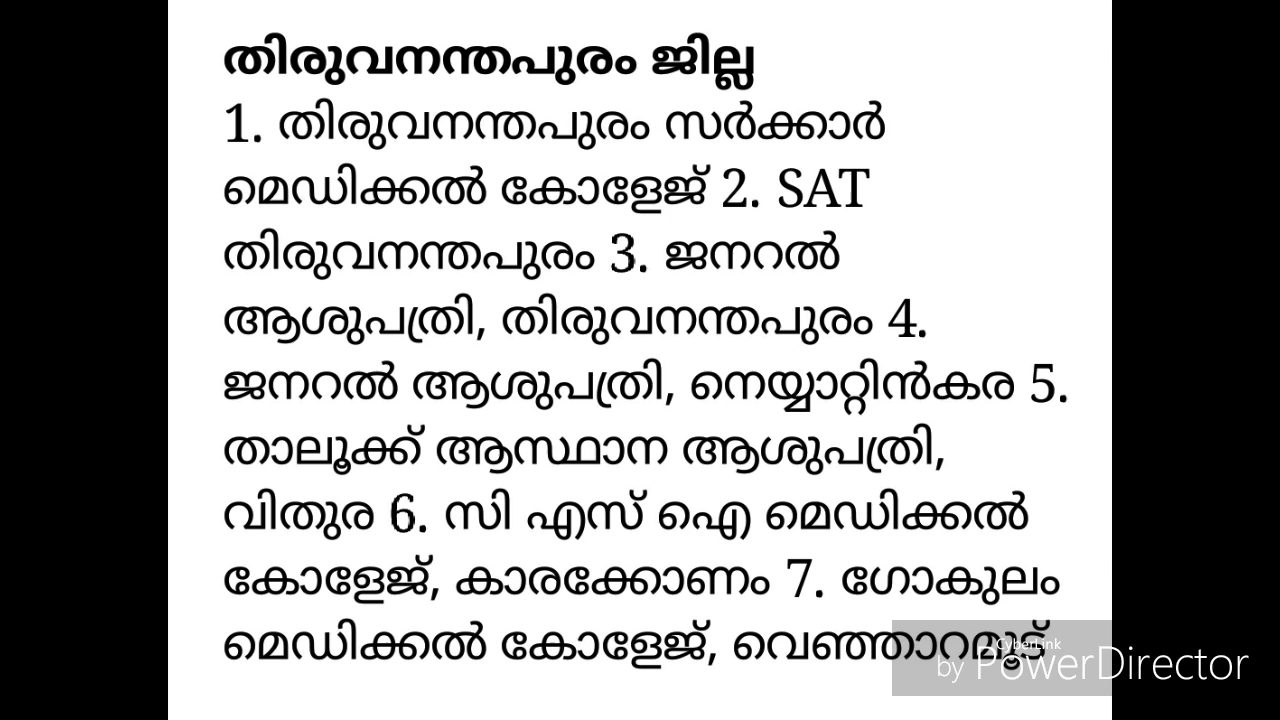 തിരുവനന്തപുരം ജില്ല
1. തിരുവനന്തപുരം സർക്കാർ
മെഡിക്കൽ കോളേജ് 2. SAT
തിരുവനന്തപുരം 3. ജനറൽ
ആശുപത്രി, തിരുവനന്തപുരം 4.
ജനറൽ ആശുപത്രി, നെയ്യാറ്റിൻകര 5.
താലൂക്ക് ആസ്ഥാന ആശുപത്രി,
വിതുര 6. സി എസ് ഐ മെഡിക്കൽ
കോളേജ്, കാരക്കോണം 7. ഗോകുലം
മെഡിക്കൽ കോളേജ്, വെഞ്ഞാറമൂട്
CyberLink
by PowerDirector